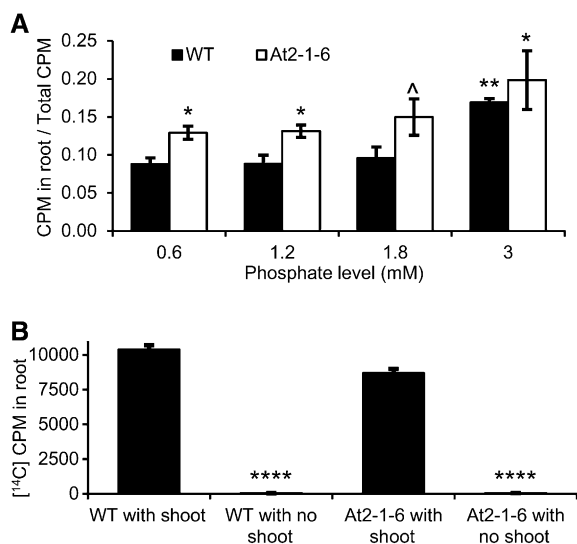 A
WT At2-1-6
CPM in root / Total CPM
0.25
0.20
0.15
0.10
0.05
0.00
* * ^ ** *
0.6 1.2 1.8 3
Phosphate level (mM)
B
[14C] CPM in root
10000
7500
5000
2500
0
**** ****
WT with shoot WT with no shoot At2-1-6 with shoot At2-1-6 with no shoot